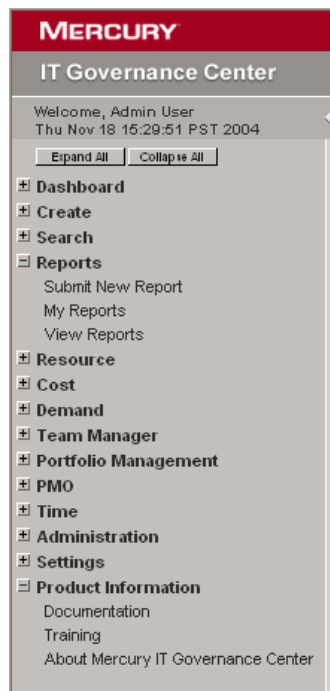 MERCURY
IT Governance Center
Welcome, Admin User
Thu Nov 18 15:29:51 PST 2004
Expand All Collapse All
Dashboard
Create
Search
Reports
Submit New Report
My Reports
View Reports
Resource
Cost
Demand
Team Manager
Portfolio Management
PMO
Time
Administration
Settings
Product Information
Documentation
Training
About Mercury IT Governance Center